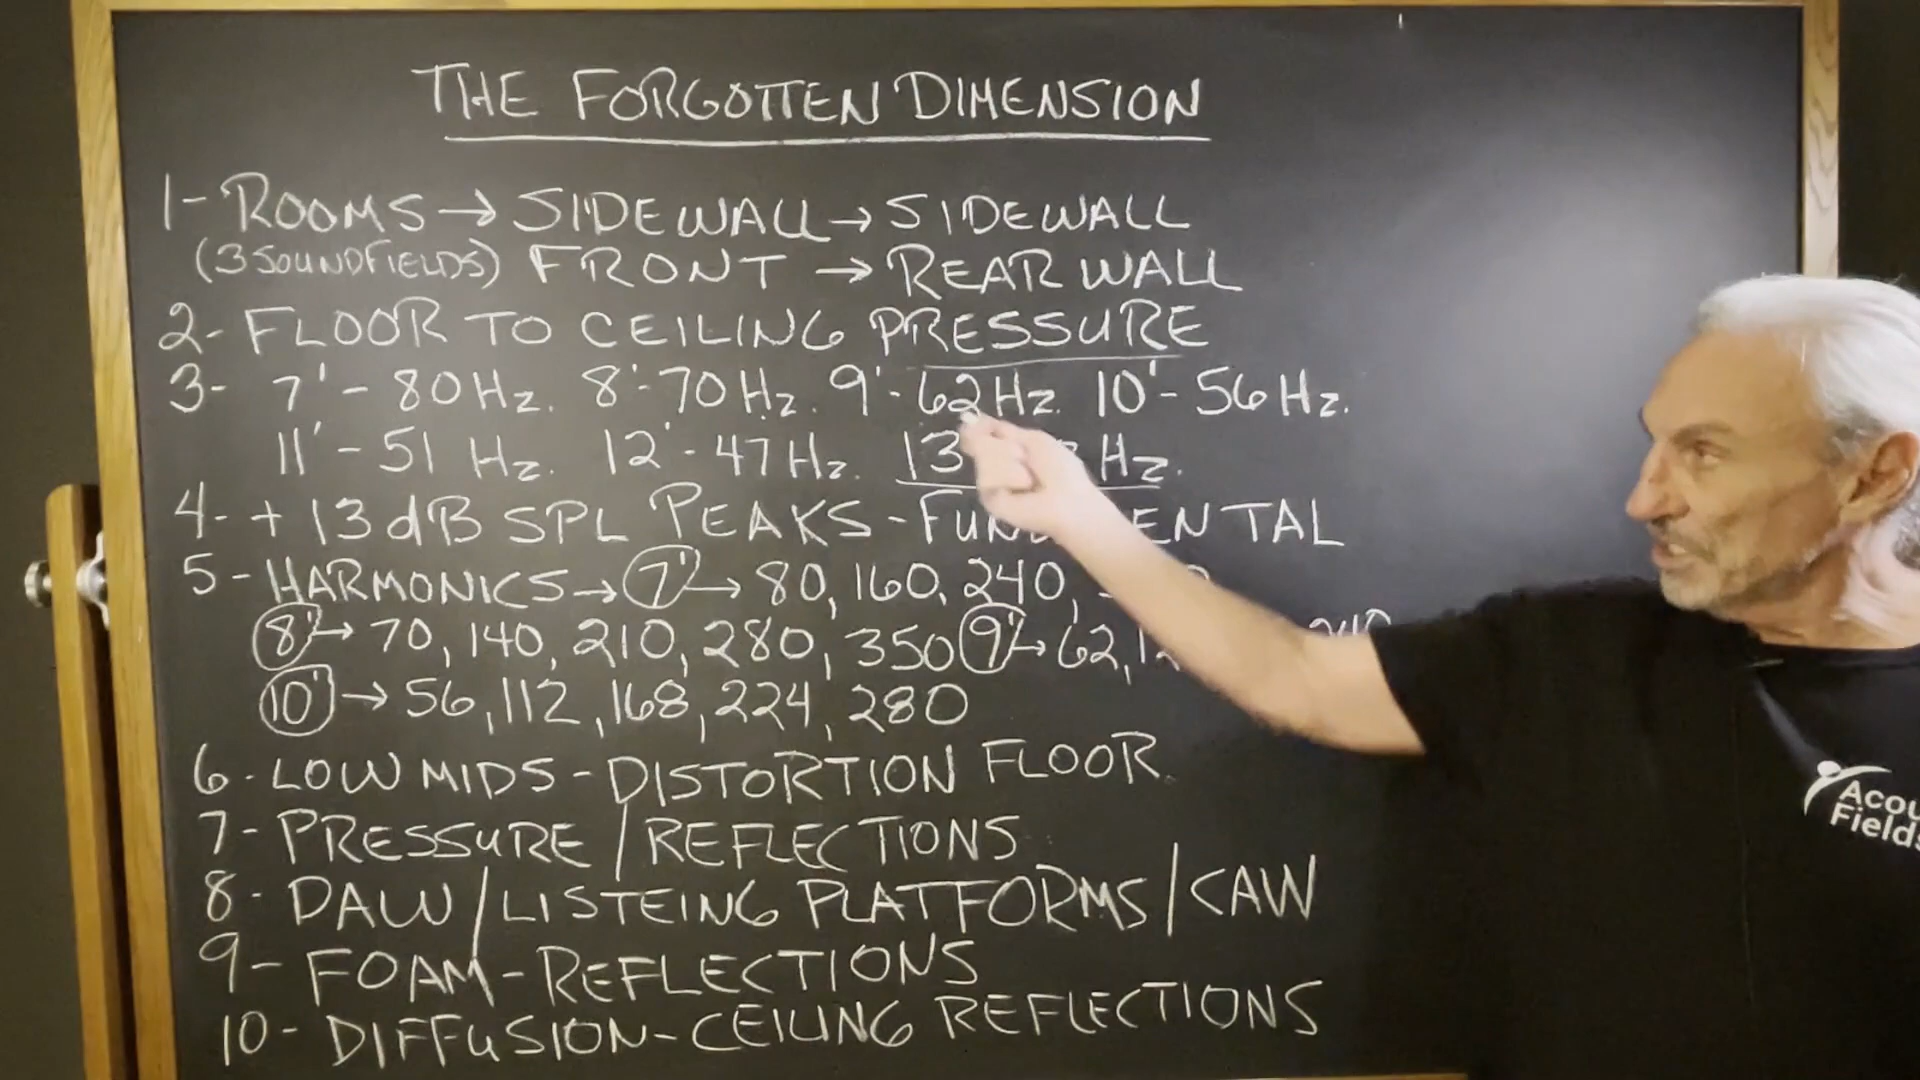 THE FORGOTTEN DIMENSION
1- ROOMS → SIDEWALL → SIDEWALL
(3 SOUNDFIELDS) FRONT → REAR WALL
2- FLOOR TO CEILING PRESSURE
3- 7' - 80 Hz. 8' - 70 Hz. 9' - 62 Hz. 10' - 56 Hz.
11' - 51 Hz. 12' - 47 Hz. 13 Hz.
4- + 13 dB SPL PEAKS -
5- HARMONICS → 7' → 80, 160, 240,
8' → 70, 140, 210, 280, 350 9' → 62,
10' → 56, 112, 168, 224, 280
6- LOW MIDS - DISTORTION FLOOR
7- PRESSURE / REFLECTIONS
8- DAW / LISTEING PLATFORMS / CAW
9- FOAM - REFLECTIONS
10- DIFFUSION - CEILING REFLECTIONS